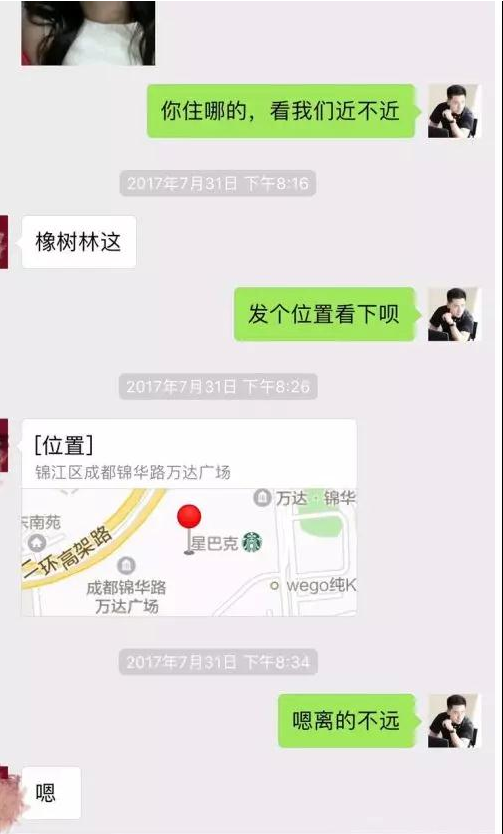 你住哪的，看我们近不近
2017年7月31日 下午8:16
橡树林这
发个位置看下呗
2017年7月31日 下午8:26
[位置]
锦江区成都锦华路万达广场
万达
锦华
东南苑
二环高架路
星巴克
成都锦华路
万达广场
wego纯K
2017年7月31日 下午8:34
嗯离的不远
嗯